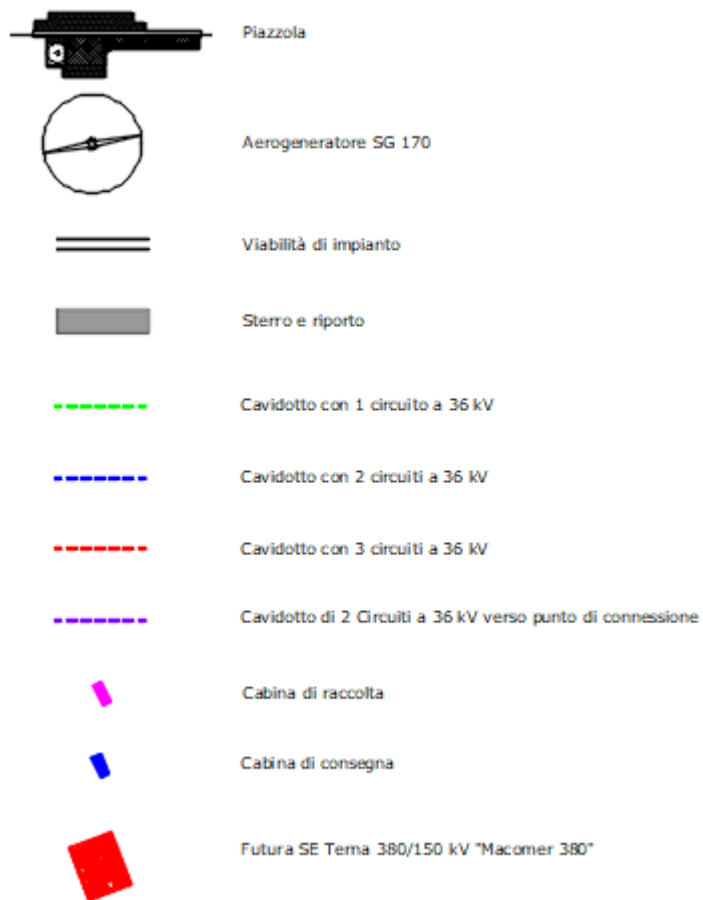 Piazzola
Aerogeneratore SG 170
Viabilità di impianto
Sterro e riporto
Cavidotto con 1 circuito a 36 kV
Cavidotto con 2 circuiti a 36 kV
Cavidotto con 3 circuiti a 36 kV
Cavidotto di 2 Circuiti a 36 kV verso punto di connessione
Cabina di raccolta
Cabina di consegna
Futura SE Terna 380/150 kV "Macomer 380"